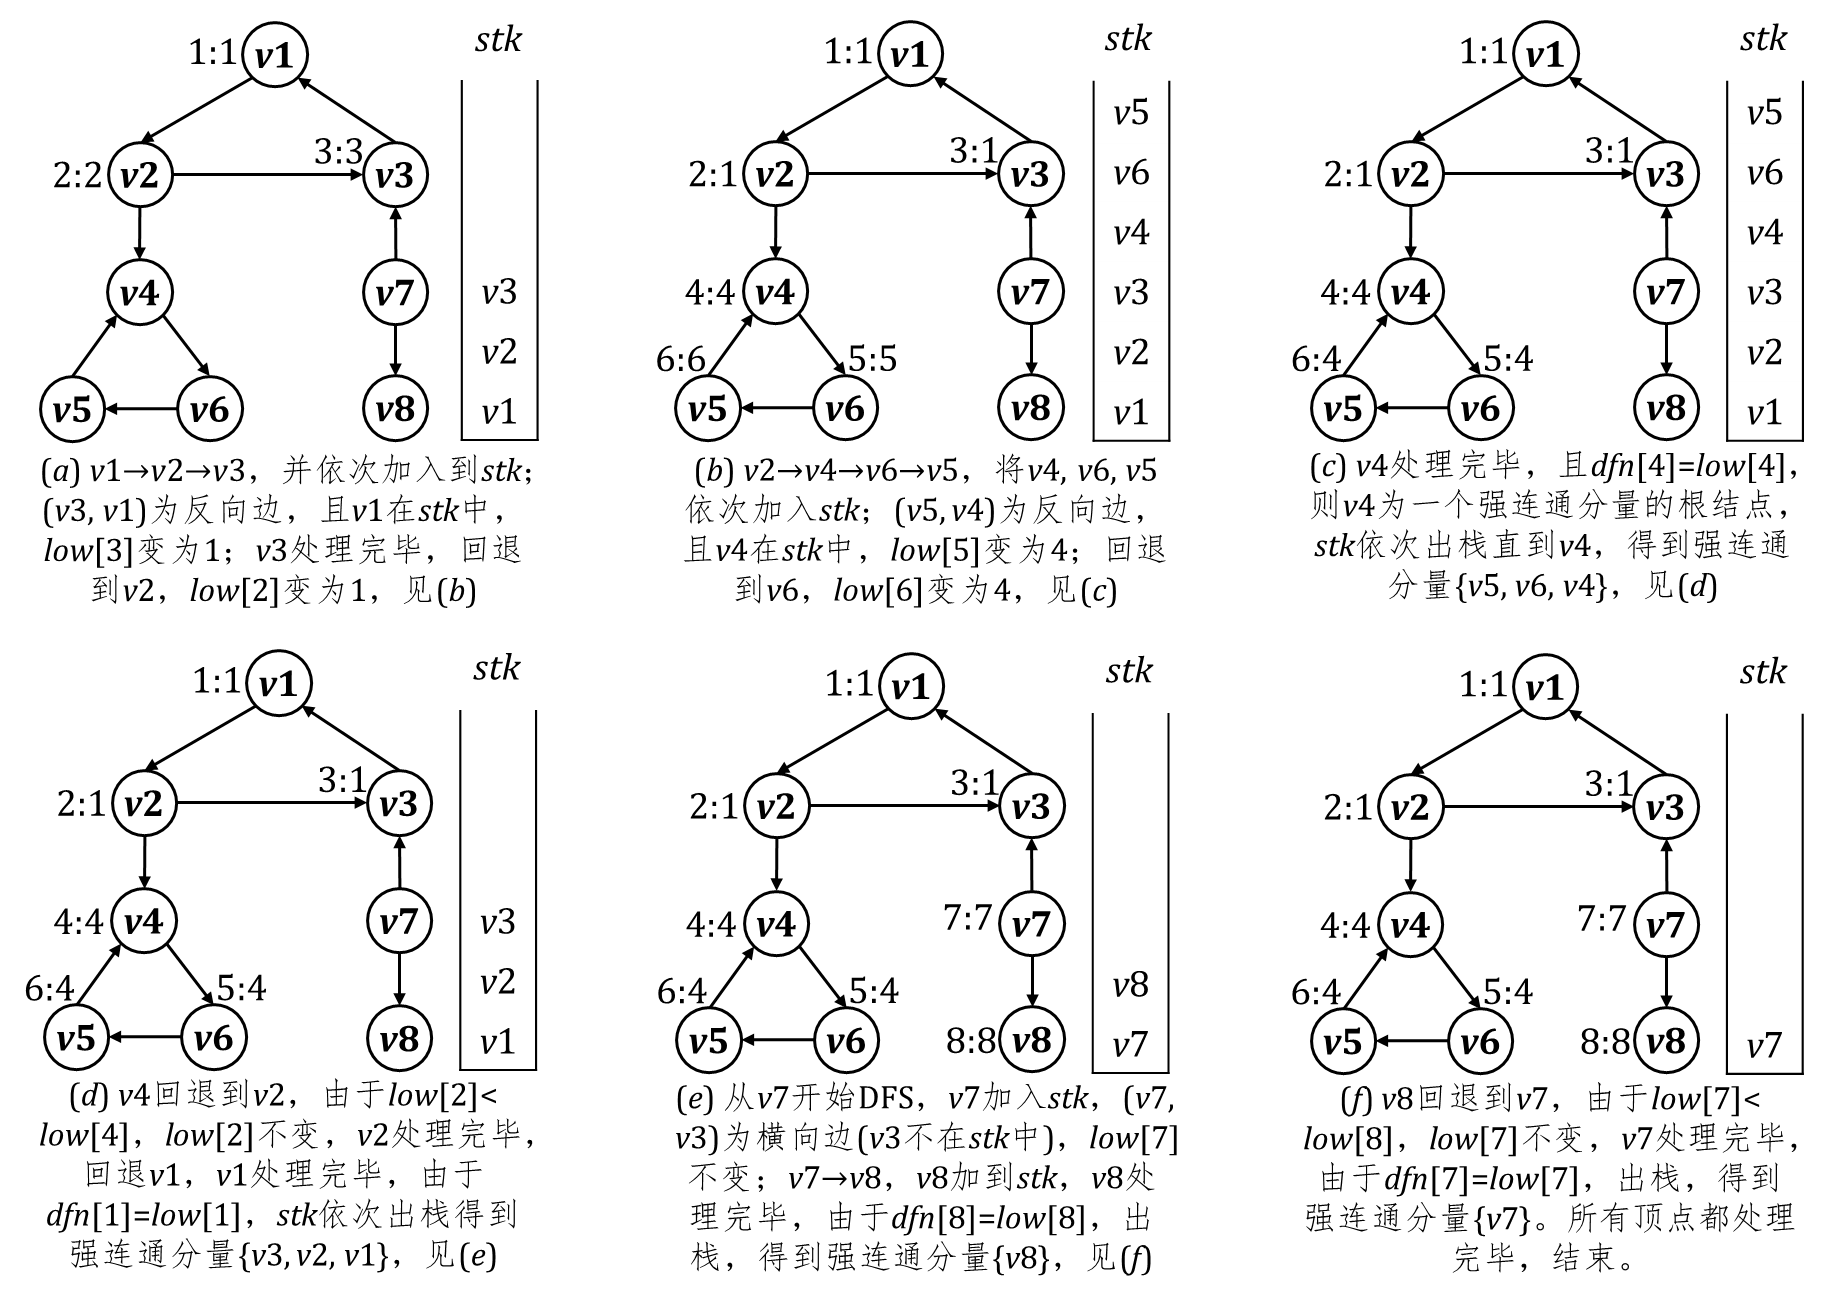 1:1 v1 stk
2:2 v2 3:3 v3
v4 v7 v3
v2
v5 v6 v8 v1
(a) v1→v2→v3，并依次加入到stk；
(v3, v1)为反向边，且v1在stk中，
low[3]变为1；v3处理完毕，回退
到v2，low[2]变为1，见(b)
1:1 v1 stk
v5
2:1 v2 3:1 v3 v6
v4
4:4 v4 v7 v3
6:6 5:5 v2
v5 v6 v8 v1
(b) v2→v4→v6→v5，将v4, v6, v5
依次加入stk；(v5, v4)为反向边，
且v4在stk中，low[5]变为4；回退
到v6，low[6]变为4，见(c)
1:1 v1 stk
v5
2:1 v2 3:1 v3 v6
v4
4:4 v4 v7 v3
6:4 5:4 v2
v5 v6 v8 v1
(c) v4处理完毕，且dfn[4]=low[4]，
则v4为一个强连通分量的根结点，
stk依次出栈直到v4，得到强连通
分量{v5, v6, v4}，见(d)
1:1 v1 stk
2:1 v2 3:1 v3
4:4 v4 v7 v3
6:4 5:4 v2
v5 v6 v8 v1
(d) v4回退到v2，由于low[2]<
low[4]，low[2]不变，v2处理完毕，
回退v1，v1处理完毕，由于
dfn[1]=low[1]，stk依次出栈得到
强连通分量{v3, v2, v1}，见(e)
1:1 v1 stk
2:1 v2 3:1 v3
4:4 v4 7:7 v7
6:4 5:4 v8
v5 v6 8:8 v8 v7
(e) 从v7开始DFS，v7加入stk，(v7,
v3)为横向边(v3不在stk中)，low[7]
不变；v7→v8，v8加到stk，v8处
理完毕，由于dfn[8]=low[8]，出
栈，得到强连通分量{v8}，见(f)
1:1 v1 stk
2:1 v2 3:1 v3
4:4 v4 7:7 v7
6:4 5:4
v5 v6 8:8 v8 v7
(f) v8回退到v7，由于low[7]<
low[8]，low[7]不变，v7处理完毕，
由于dfn[7]=low[7]，出栈，得到
强连通分量{v7}。所有顶点都处理
完毕，结束。